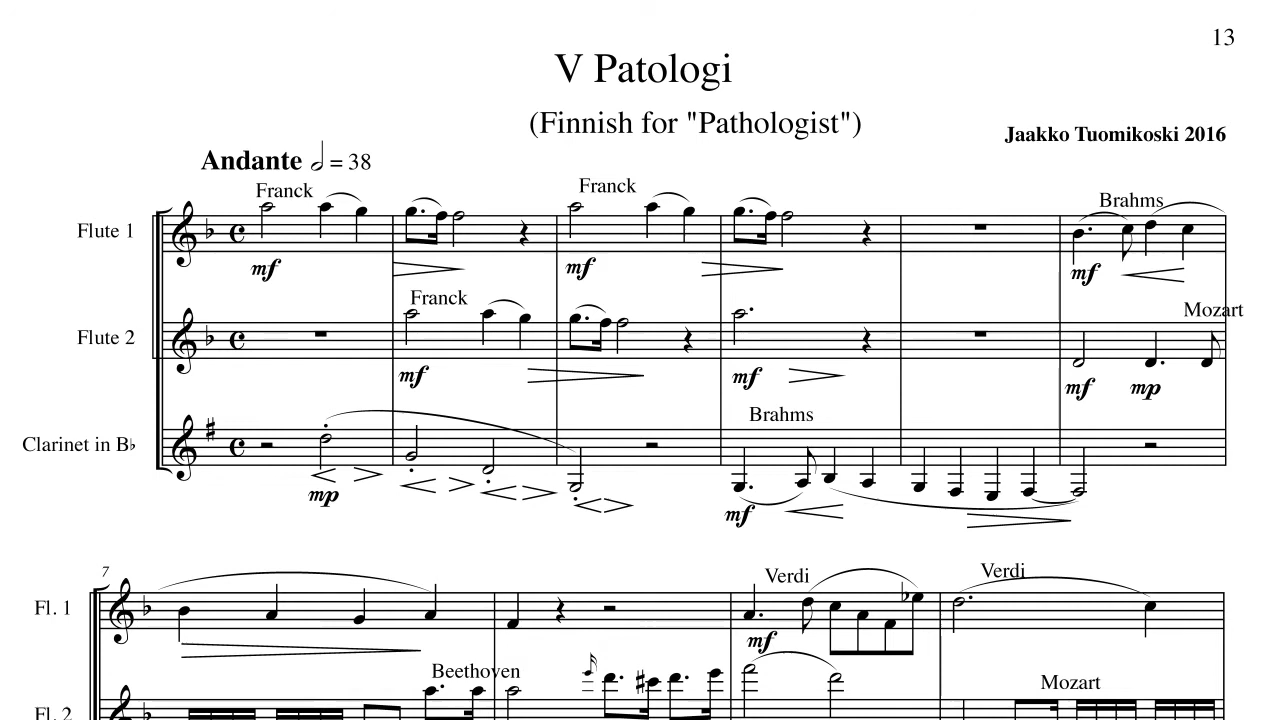 13
V Patologi
(Finnish for "Pathologist")
Jaakko Tuomikoski 2016
Andante 𝅗𝅥 = 38
Franck Franck Brahms
Flute 1
mf mf mf
Franck Mozart
Flute 2
mf mf mf mp
Brahms
Clarinet in B♭
mp mf
7
Verdi Verdi
Fl. 1
mf
Beethoven Mozart
Fl. 2